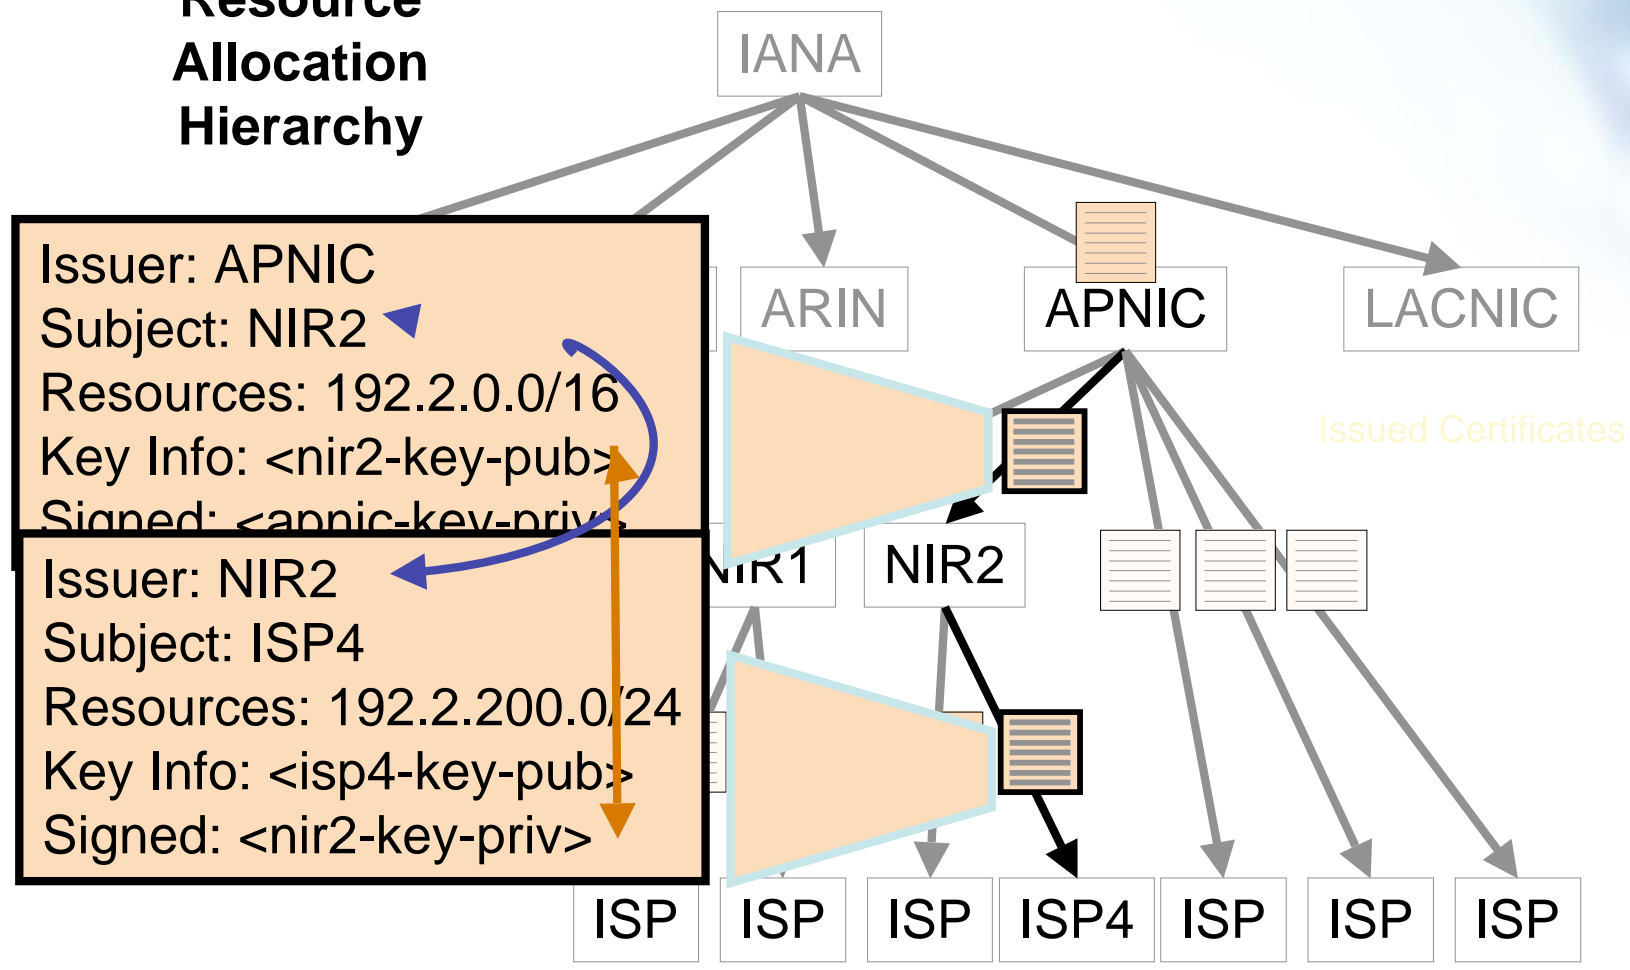 Resource
Allocation
Hierarchy
IANA
ARIN
APNIC
LACNIC
Issuer: APNIC
Subject: NIR2
Resources: 192.2.0.0/16
Key Info: <nir2-key-pub>
Signed: <apnic-key-priv>
Issued Certificates
NIR1
NIR2
Issuer: NIR2
Subject: ISP4
Resources: 192.2.200.0/24
Key Info: <isp4-key-pub>
Signed: <nir2-key-priv>
ISP
ISP
ISP
ISP4
ISP
ISP
ISP